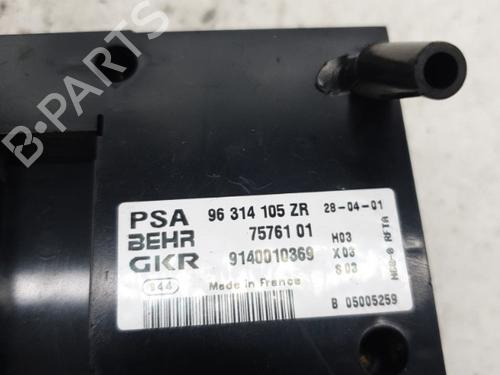 PSA 96 314 105 ZR 28-04-01
BEHR 75761 01 H03
GKR 9140010369 X03
S03
944 Made in France
B 05005259